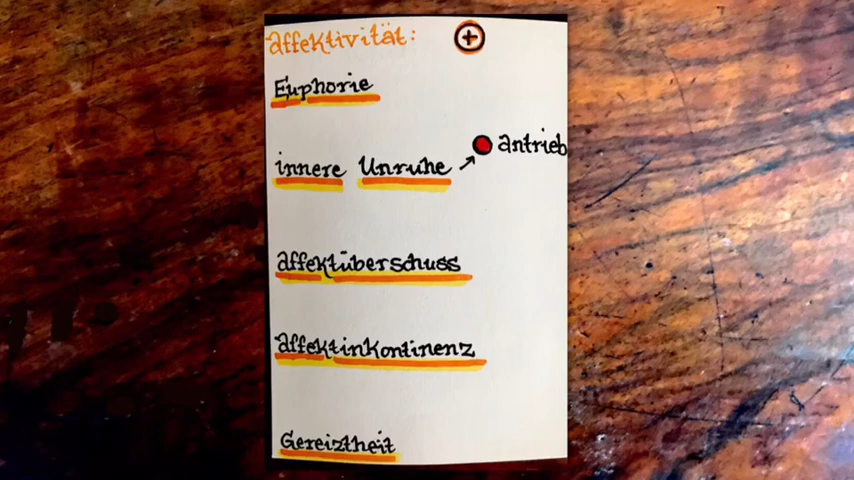 affektivität: +
Euphorie
innere Unruhe → antrieb
affektüberschuss
affektinkontinenz
Gereiztheit